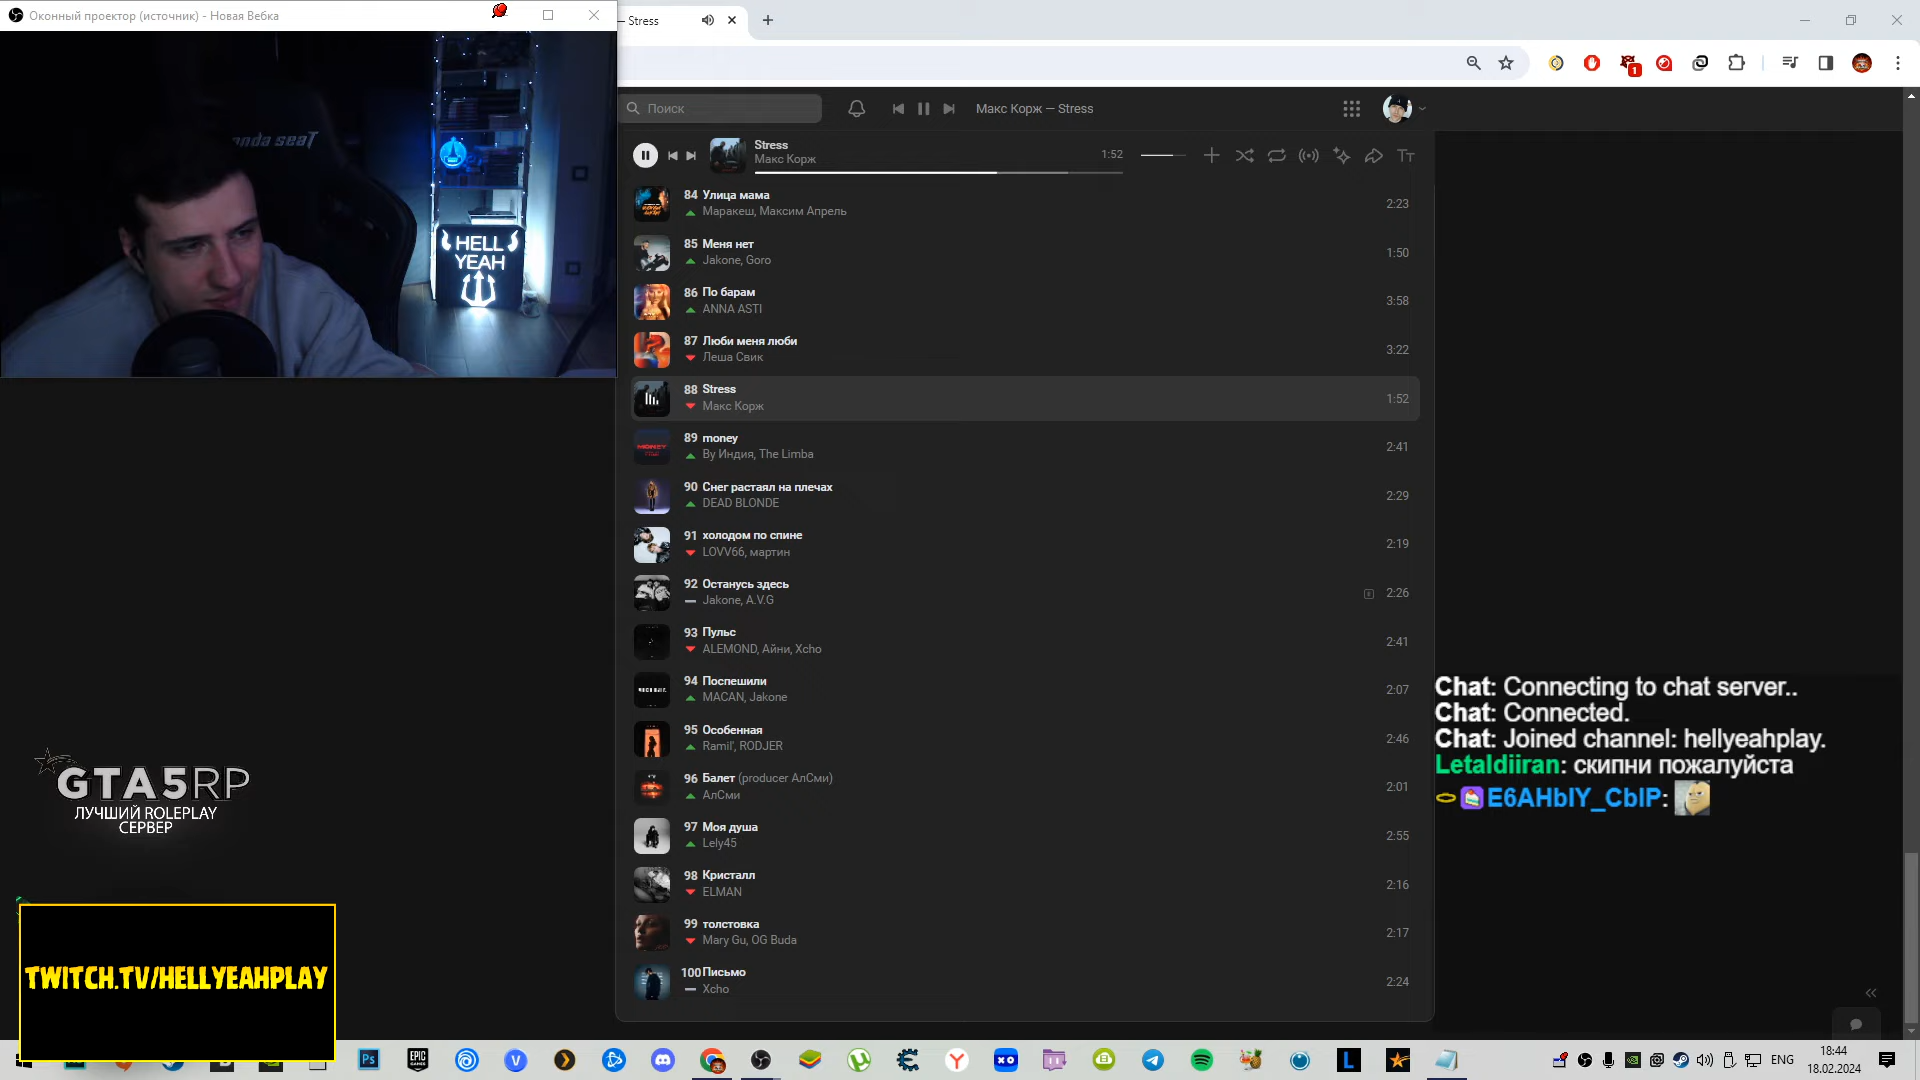 Оконный проектор (источник) - Новая Вебка
— Stress
1
Поиск
Макс Корж — Stress
Stress
Макс Корж
1:52
HELL
YEAH
84 Улица мама
Маракеш, Максим Апрель
2:23
85 Меня нет
Jakone, Goro
1:50
86 По барам
ANNA ASTI
3:58
87 Люби меня люби
Леша Свик
3:22
88 Stress
Макс Корж
1:52
89 money
By Индия, The Limba
2:41
90 Снег растаял на плечах
DEAD BLONDE
2:29
91 холодом по спине
LOVV66, мартин
2:19
92 Останусь здесь
Jakone, A.V.G
E 2:26
93 Пульс
ALEMOND, Айни, Xcho
2:41
94 Поспешили
MACAN, Jakone
2:07
95 Особенная
Ramil', RODJER
2:46
96 Балет (producer АлСми)
АлСми
2:01
97 Моя душа
Lely45
2:55
98 Кристалл
ELMAN
2:16
99 толстовка
Mary Gu, OG Buda
2:17
100 Письмо
Xcho
2:24
Chat: Connecting to chat server..
Chat: Connected.
Chat: Joined channel: hellyeahplay.
Letaldiiran: скипни пожалуйста
E6AHbIY_CbIP:
GTA5RP
ЛУЧШИЙ ROLEPLAY
СЕРВЕР
TWITCH.TV/HELLYEAHPLAY
Ps
EPIC
GAMES
ENG
18:44
18.02.2024